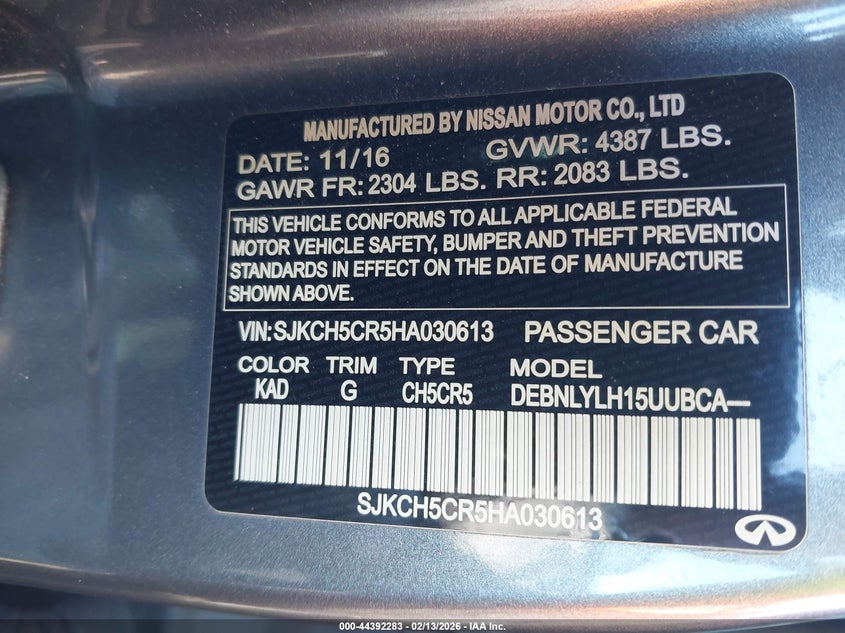 MANUFACTURED BY NISSAN MOTOR CO., LTD
DATE: 11/16 GVWR: 4387 LBS.
GAWR FR: 2304 LBS. RR: 2083 LBS.
THIS VEHICLE CONFORMS TO ALL APPLICABLE FEDERAL
MOTOR VEHICLE SAFETY, BUMPER AND THEFT PREVENTION
STANDARDS IN EFFECT ON THE DATE OF MANUFACTURE
SHOWN ABOVE.
VIN: SJKCH5CR5HA030613 PASSENGER CAR
COLOR TRIM TYPE MODEL
KAD G CH5CR5 DEBNLYLH15UUBCA—
SJKCH5CR5HA030613
000-44392283 - 02/13/2026 - IAA Inc.